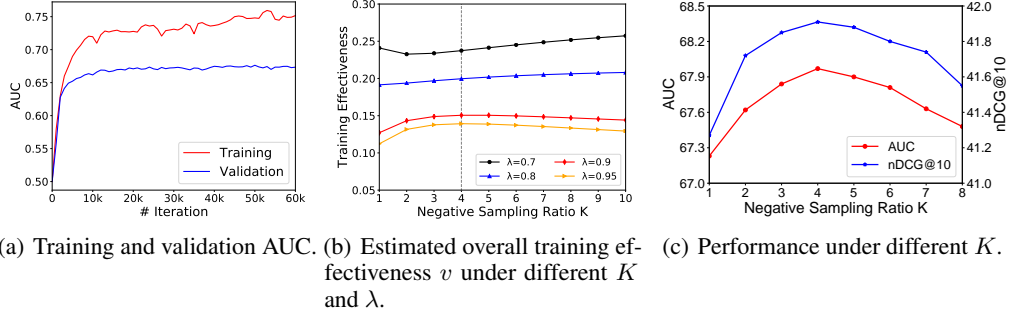 0.75
0.70
0.65
0.60
0.55
0.50
AUC
0
10k
20k
30k
40k
50k
60k
# Iteration
Training
Validation
0.30
0.25
0.20
0.15
0.10
0.05
Training Effectiveness
1 2 3 4 5 6 7 8 9 10
Negative Sampling Ratio K
λ=0.7
λ=0.8
λ=0.9
λ=0.95
68.5
68.2
67.9
67.6
67.3
67.0
AUC
42.0
41.8
41.6
41.4
41.2
41.0
nDCG@10
1 2 3 4 5 6 7 8
Negative Sampling Ratio K
AUC
nDCG@10
(a) Training and validation AUC.
(b) Estimated overall training ef-
fectiveness v under different K
and λ.
(c) Performance under different K.